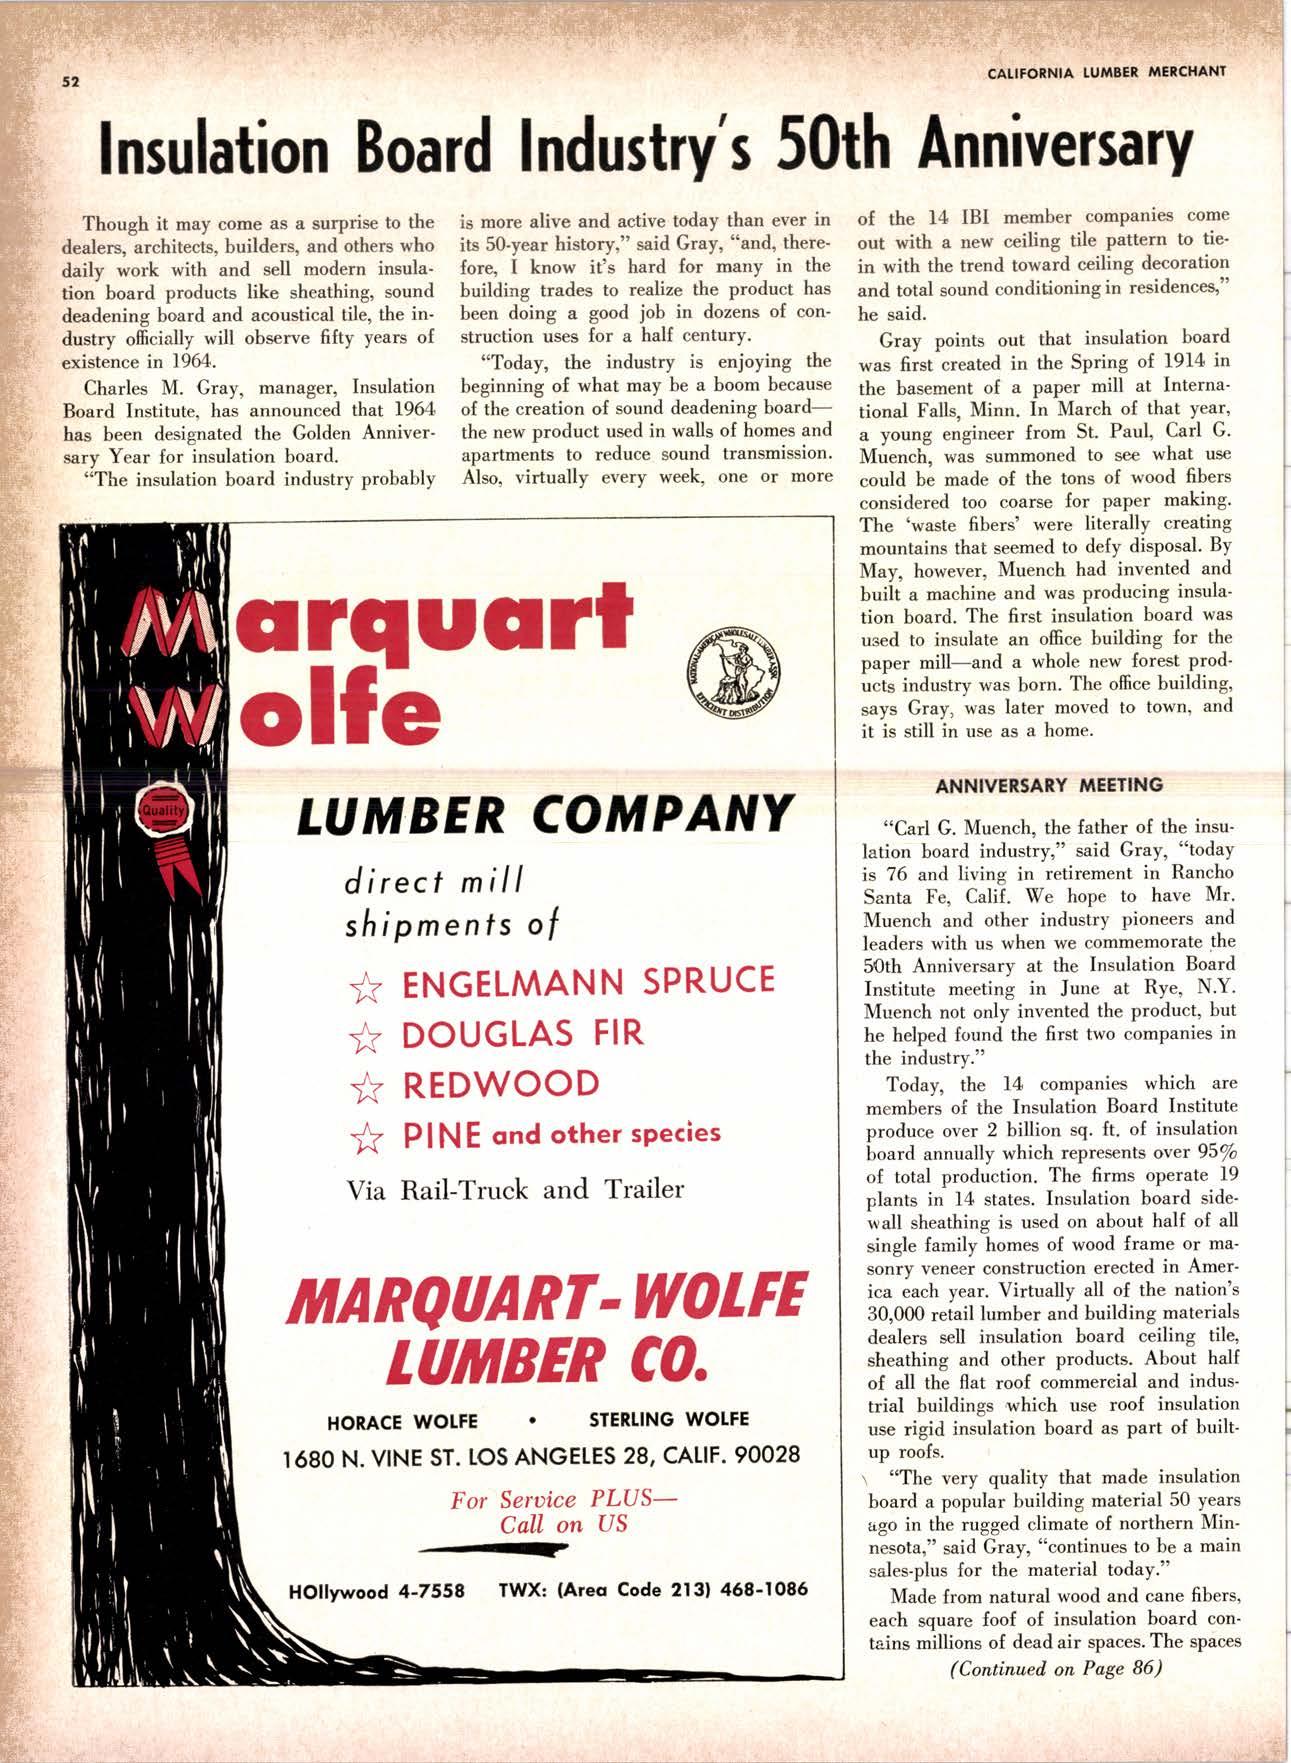 52
CALIFORNIA LUMBER MERCHANT
Insulation Board Industry's 50th Anniversary
Though it may come as a surprise to the
dealers, architects, builders, and others who
daily work with and sell modern insula-
tion board products like sheathing, sound
deadening board and acoustical tile, the in-
dustry officially will observe fifty years of
existence in 1964.
Charles M. Gray, manager, Insulation
Board Institute, has announced that 1964
has been designated the Golden Anniver-
sary Year for insulation board.
“The insulation board industry probably
is more alive and active today than ever in
its 50-year history,” said Gray, “and, there-
fore, I know it's hard for many in the
building trades to realize the product has
been doing a good job in dozens of con-
struction uses for a half century.
“Today, the industry is enjoying the
beginning of what may be a boom because
of the creation of sound deadening board—
the new product used in walls of homes and
apartments to reduce sound transmission.
Also, virtually every week, one or more
of the 14 IBI member companies come
out with a new ceiling tile pattern to tie-
in with the trend toward ceiling decoration
and total sound conditioning in residences,”
he said.
Gray points out that insulation board
was first created in the Spring of 1914 in
the basement of a paper mill at Interna-
tional Falls, Minn. In March of that year,
a young engineer from St. Paul, Carl G.
Muench, was summoned to see what use
could be made of the tons of wood fibers
considered too coarse for paper making.
The ‘waste fibers’ were literally creating
mountains that seemed to defy disposal. By
May, however, Muench had invented and
built a machine and was producing insula-
tion board. The first insulation board was
used to insulate an office building for the
paper mill—and a whole new forest prod-
ucts industry was born. The office building,
says Gray, was later moved to town, and
it is still in use as a home.
ANNIVERSARY MEETING
“Carl G. Muench, the father of the insu-
lation board industry,” said Gray, “today
is 76 and living in retirement in Rancho
Santa Fe, Calif. We hope to have Mr.
Muench and other industry pioneers and
leaders with us when we commemorate the
50th Anniversary at the Insulation Board
Institute meeting in June at Rye, N.Y.
Muench not only invented the product, but
he helped found the first two companies in
the industry.”
Today, the 14 companies which are
members of the Insulation Board Institute
produce over 2 billion sq. ft. of insulation
board annually which represents over 95%
of total production. The firms operate 19
plants in 14 states. Insulation board side-
wall sheathing is used on about half of all
single family homes of wood frame or ma-
sonry veneer construction erected in Amer-
ica each year. Virtually all of the nation's
30,000 retail lumber and building materials
dealers sell insulation board ceiling tile,
sheathing and other products. About half
of all the flat roof commercial and indus-
trial buildings which use roof insulation
use rigid insulation board as part of built-
up roofs.
“The very quality that made insulation
board a popular building material 50 years
ago in the rugged climate of northern Min-
nesota,” said Gray, “continues to be a main
sales-plus for the material today.”
Made from natural wood and cane fibers,
each square foof of insulation board con-
tains millions of dead air spaces. The spaces
(Continued on Page 86)
Marquart
Wolfe
NATIONAL-AMERICAN WHOLESALE LUMBER ASSN.
EFFICIENT DISTRIBUTION
Quality
LUMBER COMPANY
direct mill
shipments of
☆ ENGELMANN SPRUCE
☆ DOUGLAS FIR
☆ REDWOOD
☆ PINE and other species
Via Rail-Truck and Trailer
MARQUART-WOLFE
LUMBER CO.
HORACE WOLFE • STERLING WOLFE
1680 N. VINE ST. LOS ANGELES 28, CALIF. 90028
For Service PLUS—
Call on US
HOllywood 4-7558 TWX: (Area Code 213) 468-1086